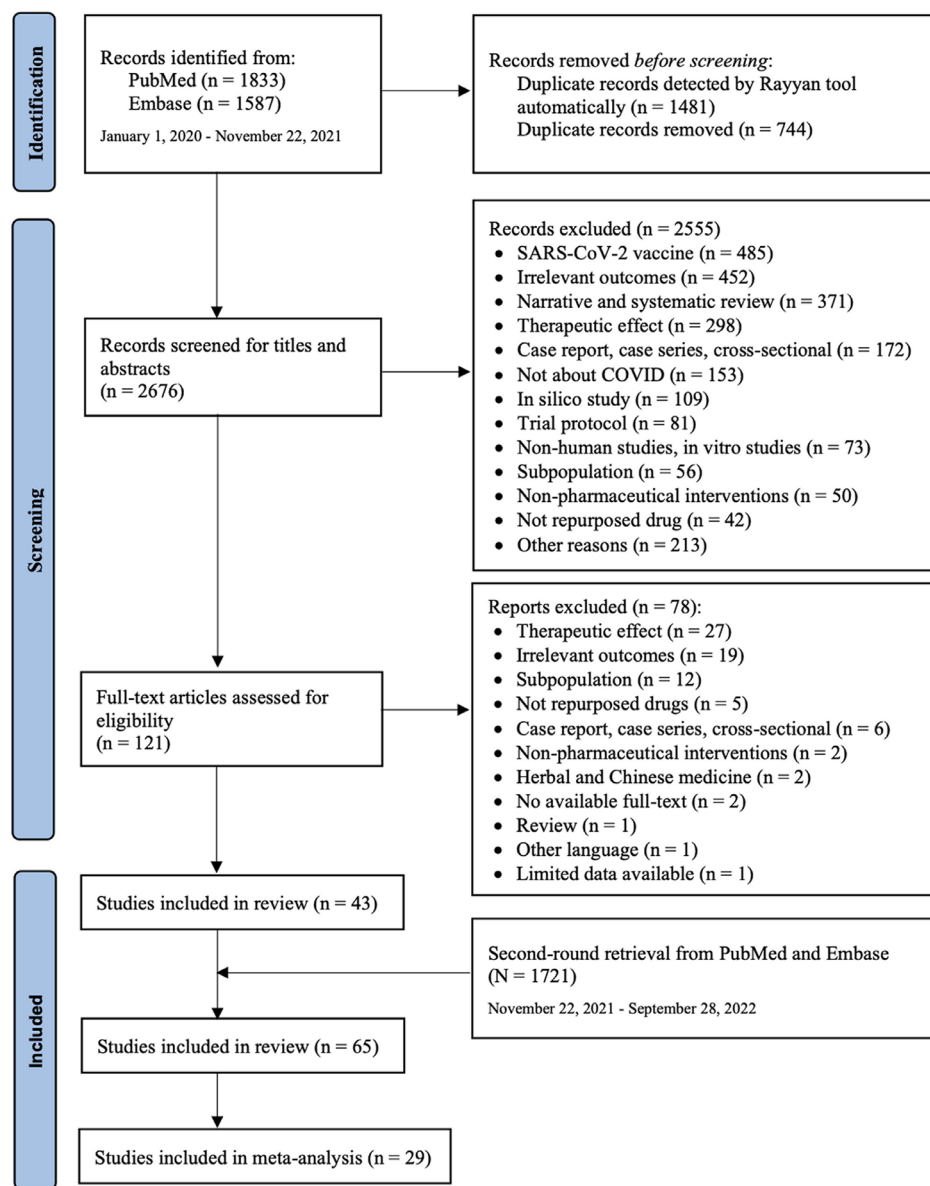 Identification
Records identified from:
PubMed (n = 1833)
Embase (n = 1587)
January 1, 2020 - November 22, 2021
Records removed before screening:
Duplicate records detected by Rayyan tool
automatically (n = 1481)
Duplicate records removed (n = 744)
Screening
Records screened for titles and
abstracts
(n = 2676)
Records excluded (n = 2555)
• SARS-CoV-2 vaccine (n = 485)
• Irrelevant outcomes (n = 452)
• Narrative and systematic review (n = 371)
• Therapeutic effect (n = 298)
• Case report, case series, cross-sectional (n = 172)
• Not about COVID (n = 153)
• In silico study (n = 109)
• Trial protocol (n = 81)
• Non-human studies, in vitro studies (n = 73)
• Subpopulation (n = 56)
• Non-pharmaceutical interventions (n = 50)
• Not repurposed drug (n = 42)
• Other reasons (n = 213)
Full-text articles assessed for
eligibility
(n = 121)
Reports excluded (n = 78):
• Therapeutic effect (n = 27)
• Irrelevant outcomes (n = 19)
• Subpopulation (n = 12)
• Not repurposed drugs (n = 5)
• Case report, case series, cross-sectional (n = 6)
• Non-pharmaceutical interventions (n = 2)
• Herbal and Chinese medicine (n = 2)
• No available full-text (n = 2)
• Review (n = 1)
• Other language (n = 1)
• Limited data available (n = 1)
Included
Studies included in review (n = 43)
Second-round retrieval from PubMed and Embase
(N = 1721)
November 22, 2021 - September 28, 2022
Studies included in review (n = 65)
Studies included in meta-analysis (n = 29)